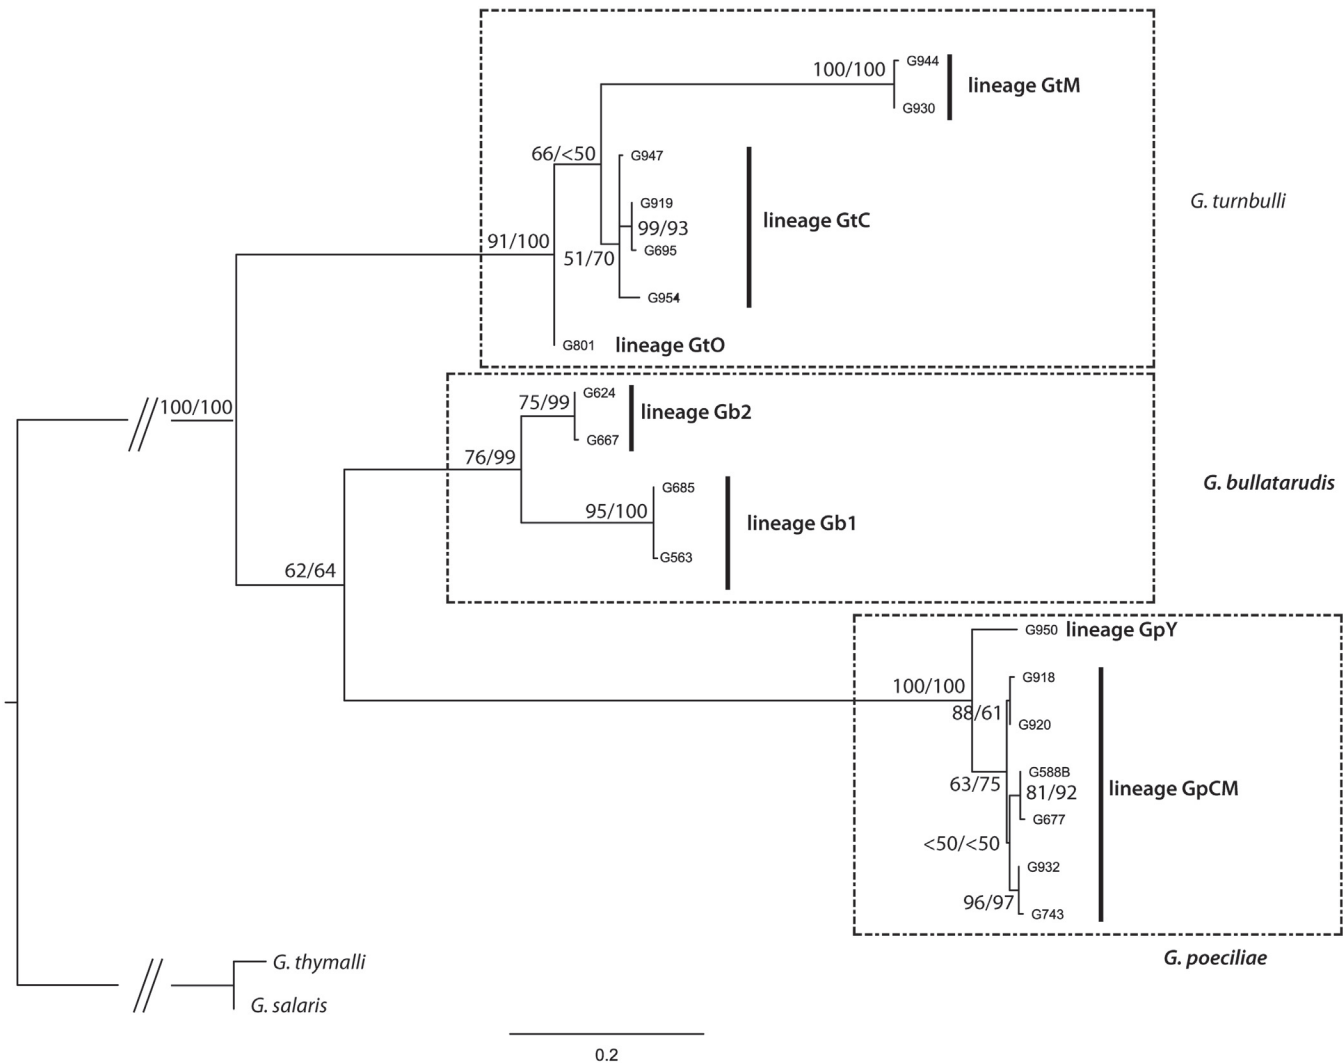 G944
100/100
lineage GtM
G930
66/<50
G947
G919
G. turnbulli
lineage GtC
99/93
91/100
G695
51/70
G954
G801
lineage GtO
G624
75/99
lineage Gb2
100/100
G667
76/99
G685
G. bullatarudis
95/100
lineage Gb1
G563
62/64
G950
lineage GpY
G918
100/100
88/61
G920
G588B
63/75
81/92
lineage GpCM
G677
<50/<50
G932
96/97
G743
G. poeciliae
G. thymalli
G. salaris
0.2